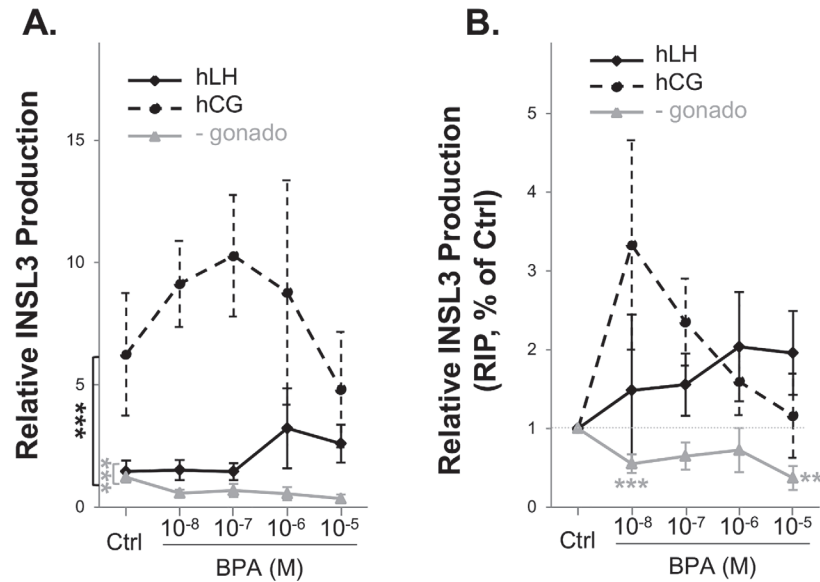 A.
Relative INSL3 Production
hLH
hCG
- gonado
15
10
5
0
***
***
Ctrl
10-8
10-7
10-6
10-5
BPA (M)
B.
Relative INSL3 Production
(RIP, % of Ctrl)
hLH
hCG
- gonado
5
4
3
2
1
0
***
**
Ctrl
10-8
10-7
10-6
10-5
BPA (M)